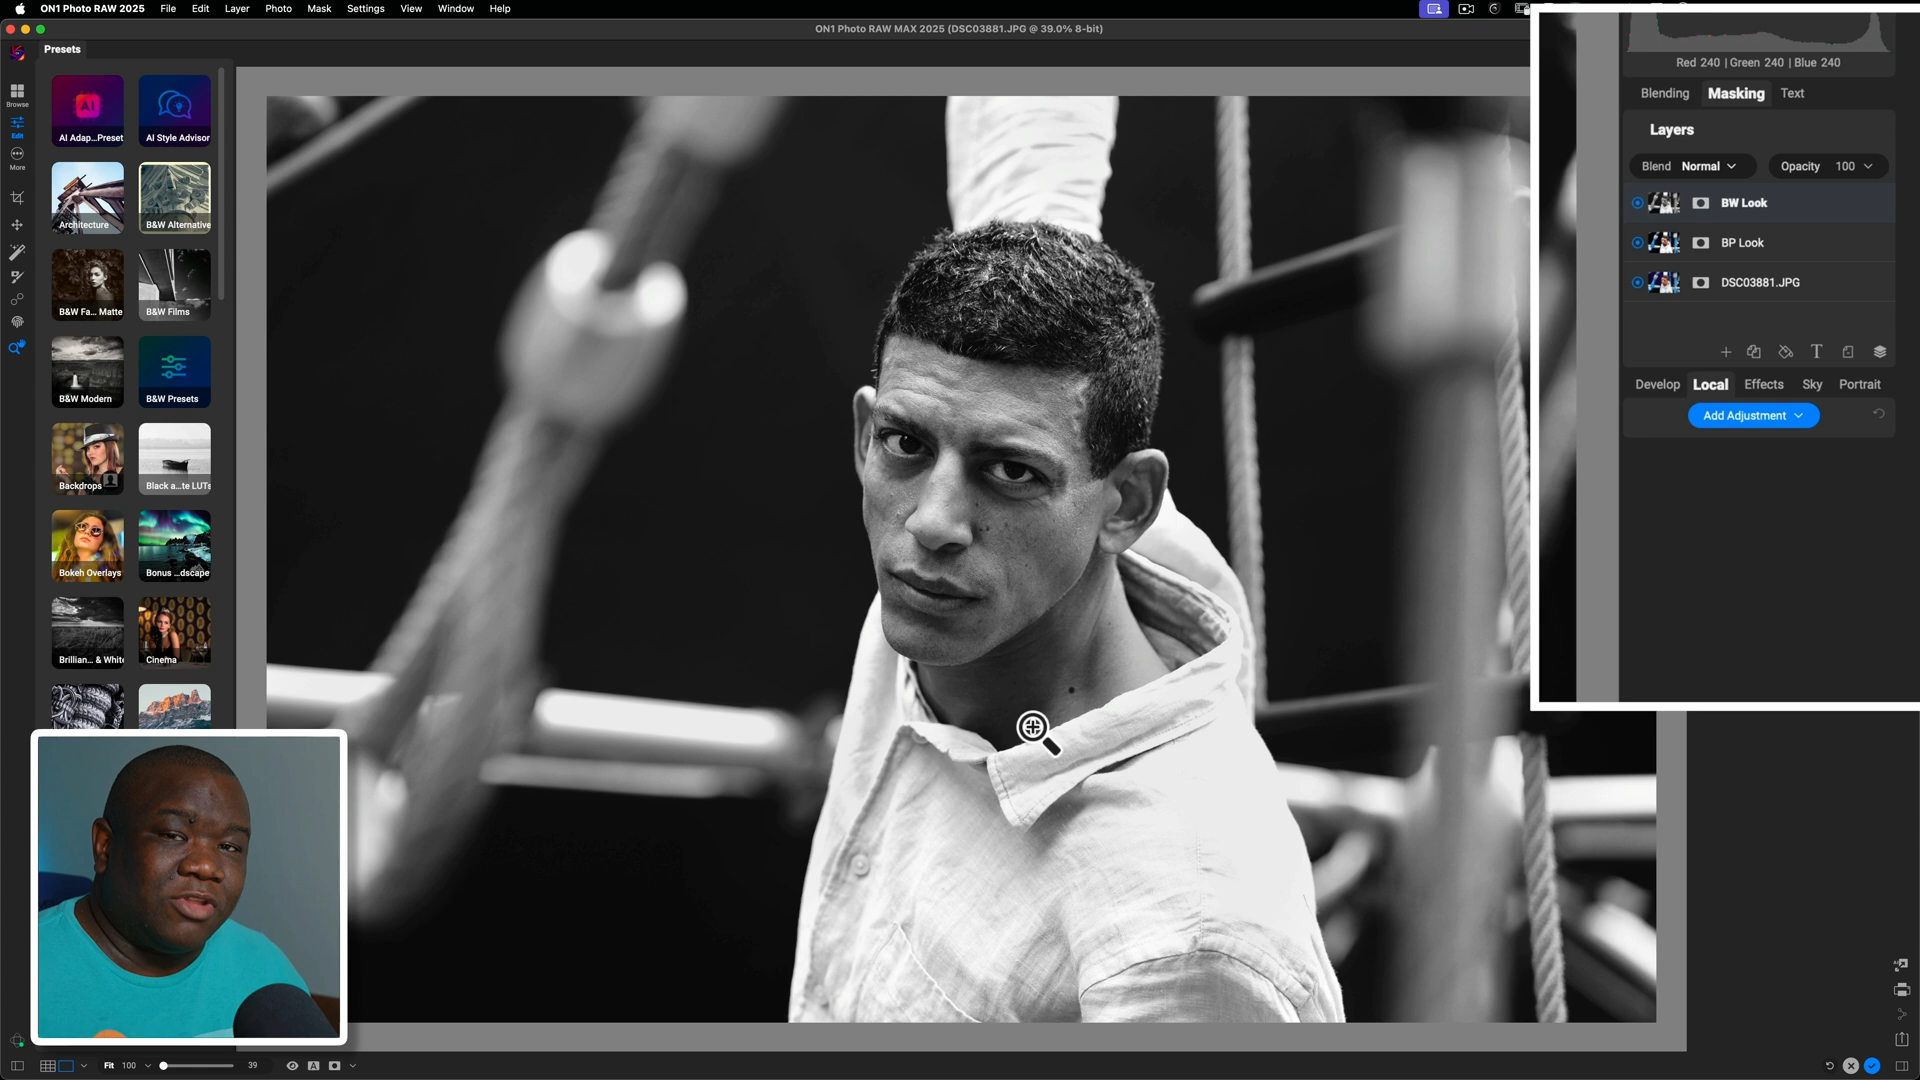 ON1 Photo RAW 2025 File Edit Layer Photo Mask Settings View Window Help
ON1 Photo RAW MAX 2025 (DSC03881.JPG @ 39.0% 8-bit)
Presets
Browse
Edit
More
AI
AI Adap...Preset
AI Style Advisor
Architecture
B&W Alternative
B&W Fa... Matte
B&W Films
B&W Modern
B&W Presets
Backdrops
Black a...te LUTs
Bokeh Overlays
Bonus ...dscape
Brillian... & White
Cinema
Red 240 | Green 240 | Blue 240
Blending Masking Text
Layers
Blend Normal Opacity 100
BW Look
BP Look
DSC03881.JPG
T
Develop Local Effects Sky Portrait
Add Adjustment
Fit 100 39 A